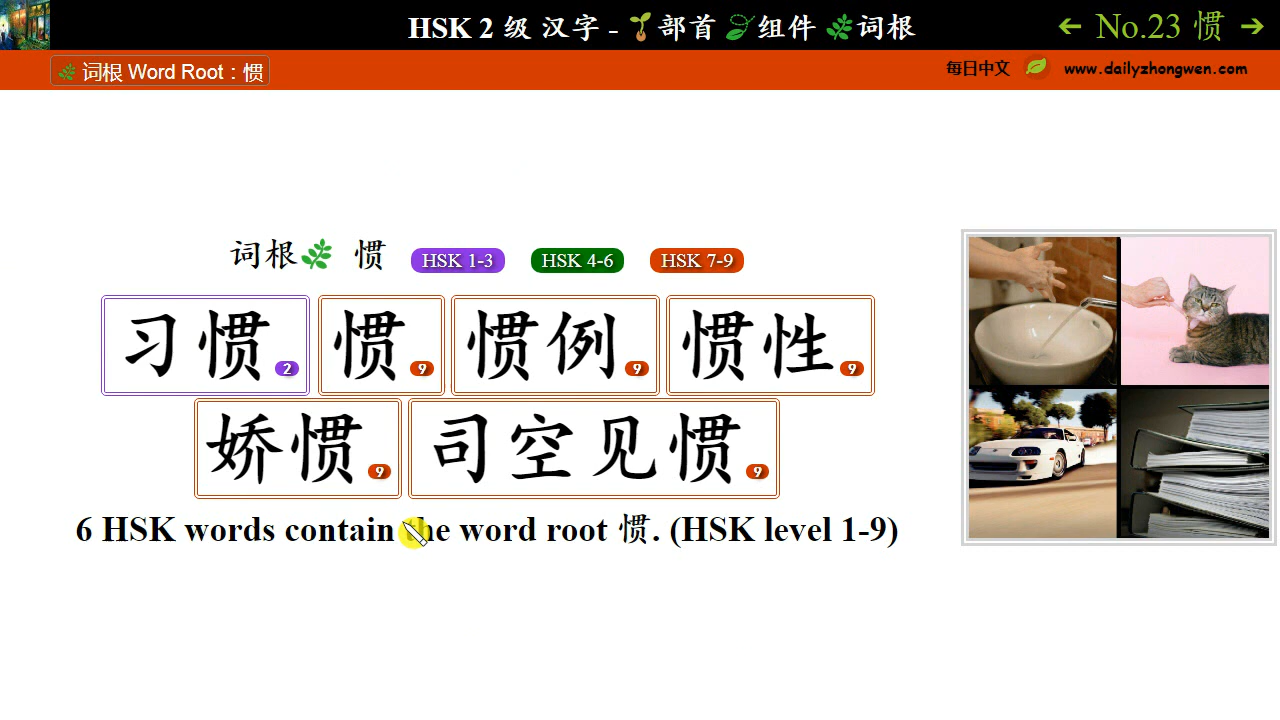 HSK 2 级 汉字 - 部首 组件 词根
← No.23 惯 →
词根 Word Root：惯
每日中文 www.dailyzhongwen.com
词根 惯 HSK 1-3 HSK 4-6 HSK 7-9
习惯 2 惯 9 惯例 9 惯性 9
娇惯 9 司空见惯 9
6 HSK words contain the word root 惯. (HSK level 1-9)